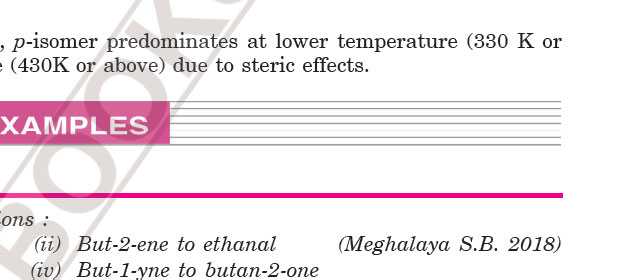 , p-isomer predominates at lower temperature (330 K or
(430K or above) due to steric effects.
XAMPLES
ions :
(ii) But-2-ene to ethanal (Meghalaya S.B. 2018)
(iv) But-1-yne to butan-2-one